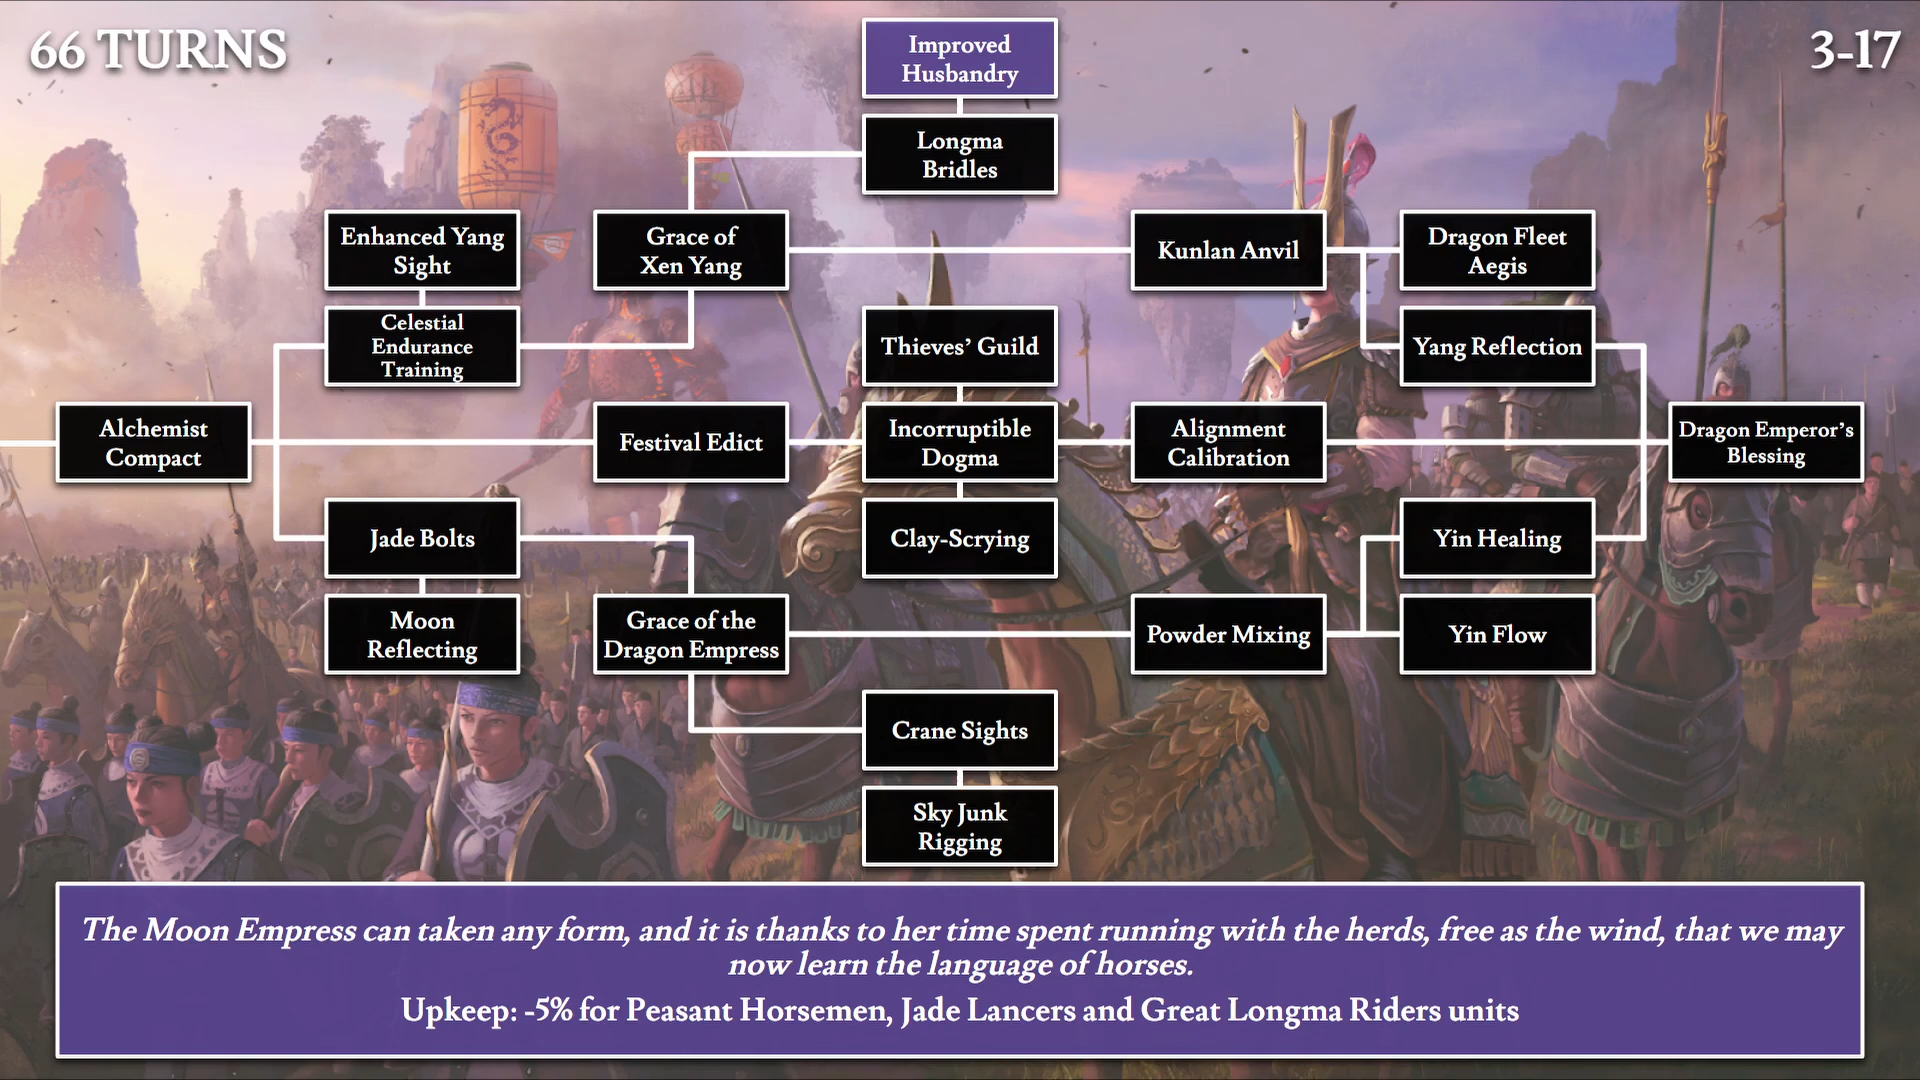 66 TURNS
3-17
Improved
Husbandry
Longma
Bridles
Enhanced Yang
Sight
Grace of
Xen Yang
Kunlan Anvil
Dragon Fleet
Aegis
Celestial
Endurance
Training
Thieves’ Guild
Yang Reflection
Alchemist
Compact
Festival Edict
Incorruptible
Dogma
Alignment
Calibration
Dragon Emperor’s
Blessing
Jade Bolts
Clay-Scrying
Yin Healing
Moon
Reflecting
Grace of the
Dragon Empress
Powder Mixing
Yin Flow
Crane Sights
Sky Junk
Rigging
The Moon Empress can taken any form, and it is thanks to her time spent running with the herds, free as the wind, that we may
now learn the language of horses.
Upkeep: -5% for Peasant Horsemen, Jade Lancers and Great Longma Riders units